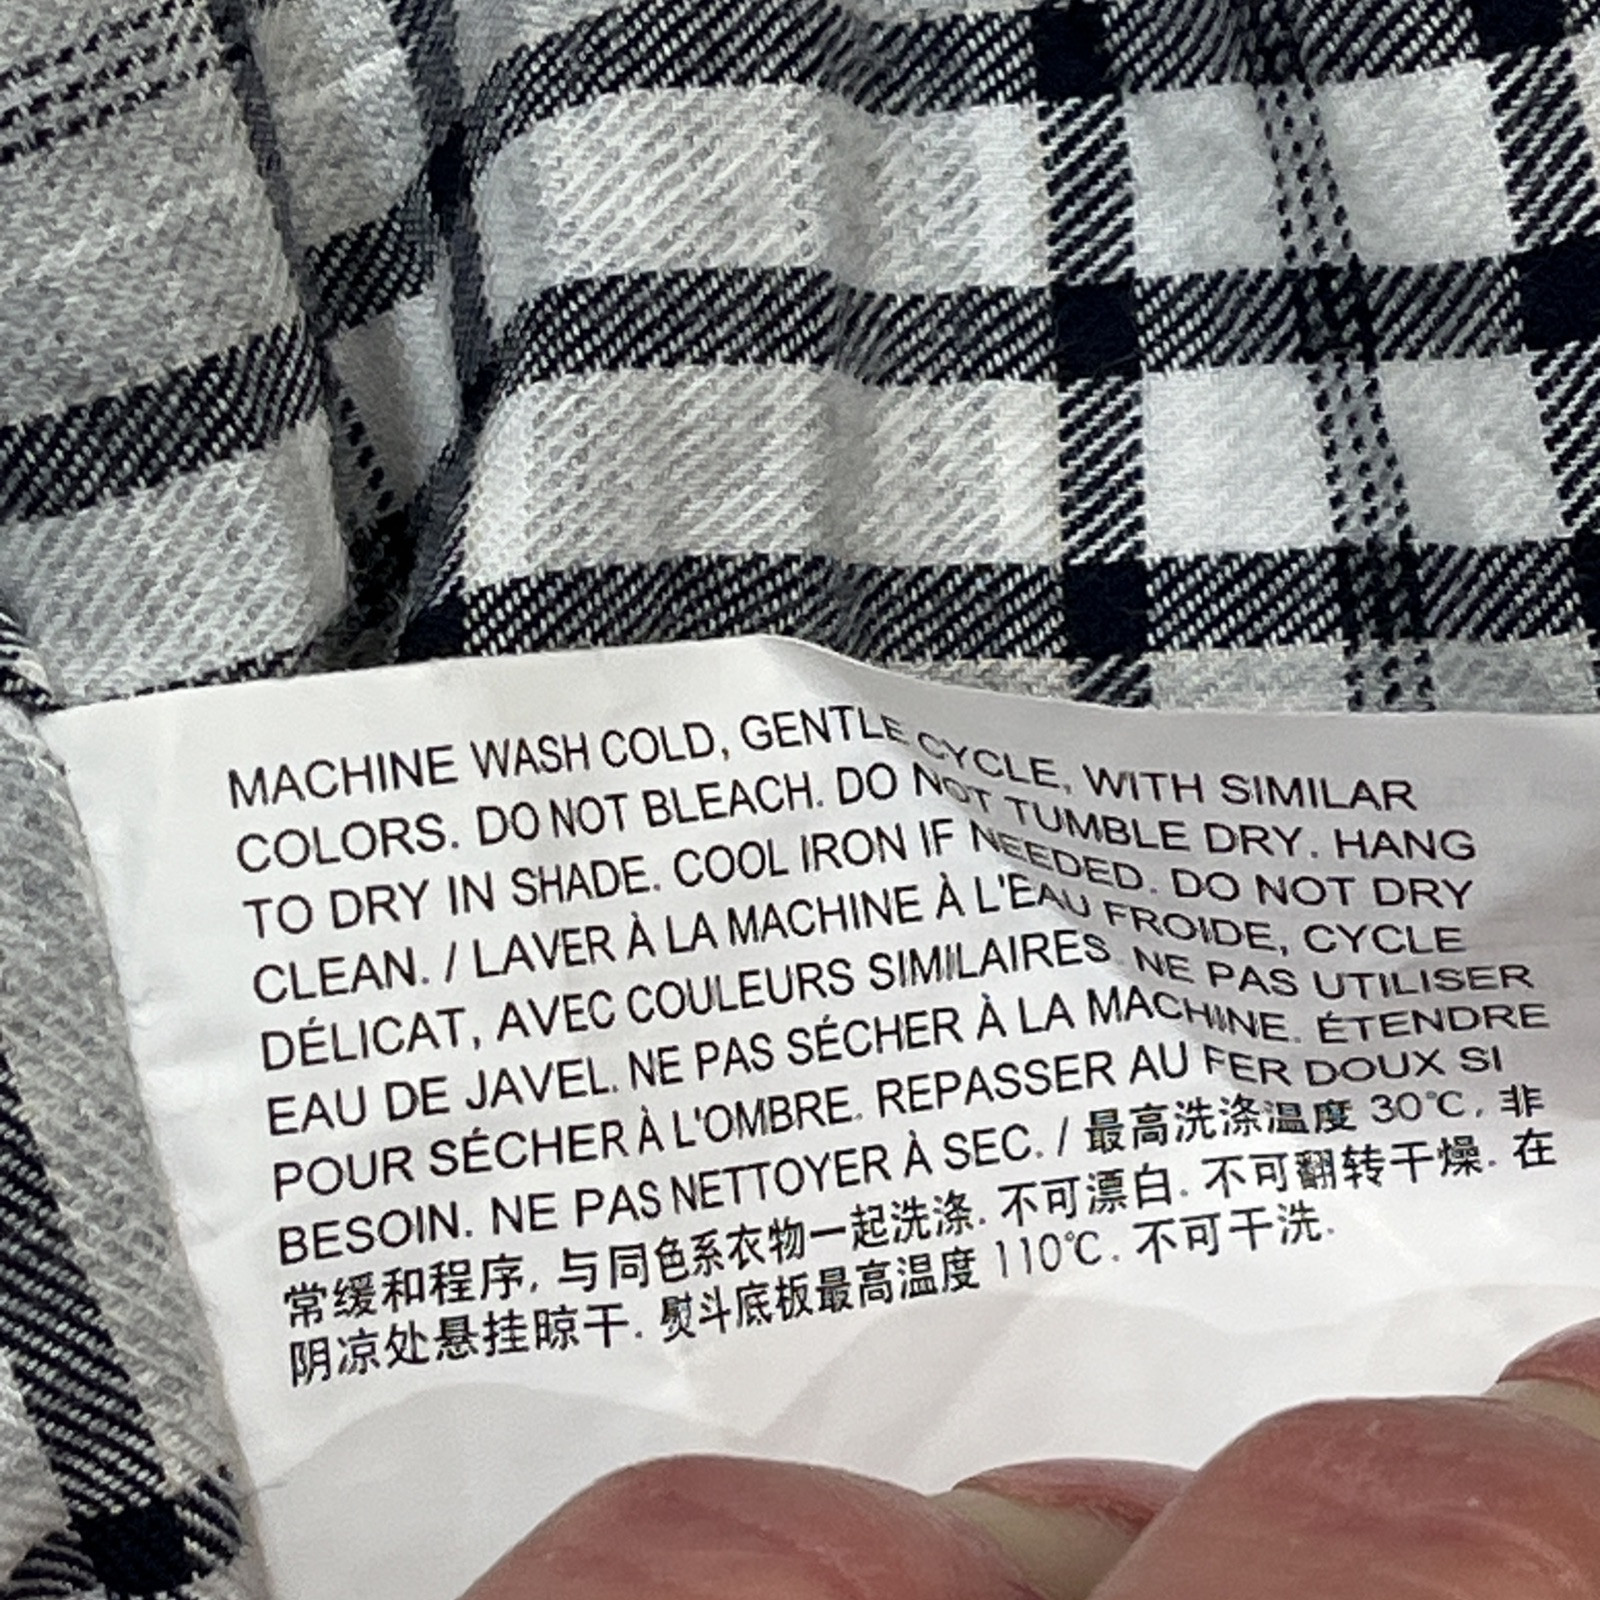 MACHINE WASH COLD, GENTLE CYCLE, WITH SIMILAR
COLORS. DO NOT BLEACH. DO NOT TUMBLE DRY. HANG
TO DRY IN SHADE. COOL IRON IF NEEDED. DO NOT DRY
CLEAN. / LAVER À LA MACHINE À L'EAU FROIDE, CYCLE
DÉLICAT, AVEC COULEURS SIMILAIRES. NE PAS UTILISER
EAU DE JAVEL. NE PAS SÉCHER À LA MACHINE. ÉTENDRE
POUR SÉCHER À L'OMBRE. REPASSER AU FER DOUX SI
BESOIN. NE PAS NETTOYER À SEC. / 最高洗涤温度 30℃, 非
常缓和程序, 与同色系衣物一起洗涤. 不可漂白. 不可翻转干燥. 在
阴凉处悬挂晾干. 熨斗底板最高温度 110℃. 不可干洗.